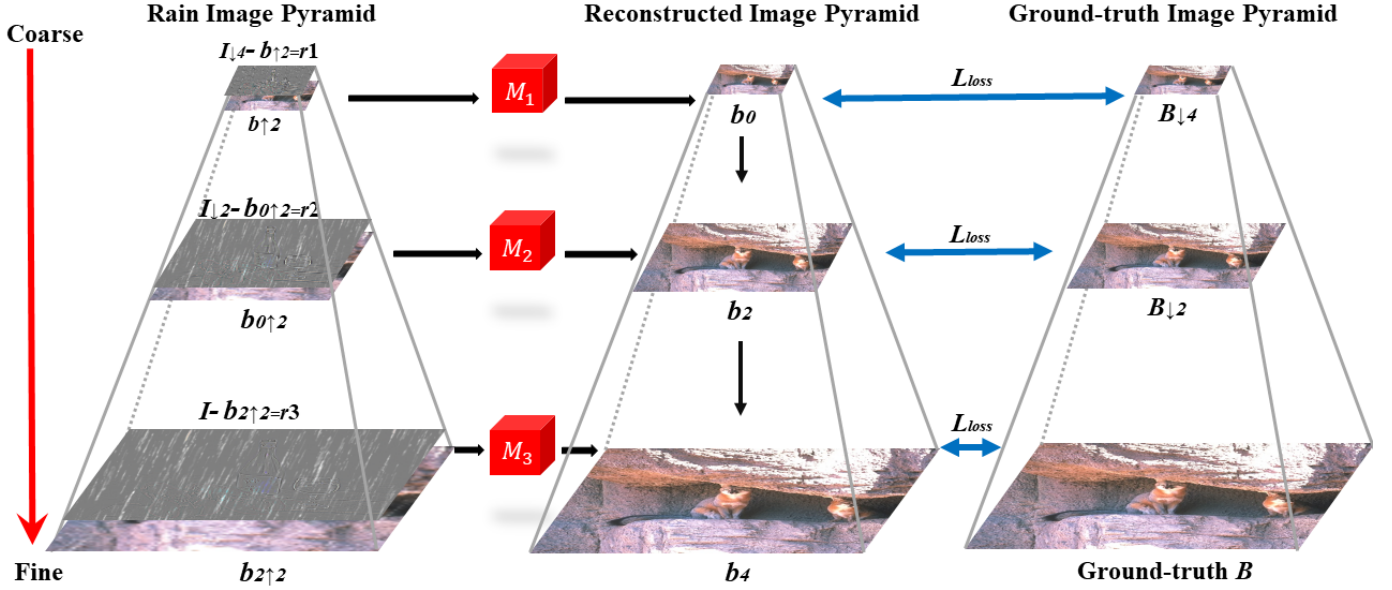 Rain Image Pyramid
Reconstructed Image Pyramid
Ground-truth Image Pyramid
Coarse
I↓4-b↑2=r1
M1
Lloss
b↑2
b0
B↓4
I↓2-b0↑2=r2
M2
Lloss
b0↑2
b2
B↓2
I-b2↑2=r3
M3
Lloss
Fine
b2↑2
b4
Ground-truth B